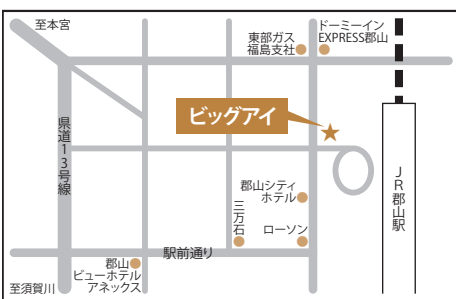 至本宮
東部ガス
福島支社
ドーミーイン
EXPRESS郡山
ビッグアイ
県道13号線
JR郡山駅
郡山シティ
ホテル
三万石
ローソン
駅前通り
郡山
ビューホテル
アネックス
至須賀川